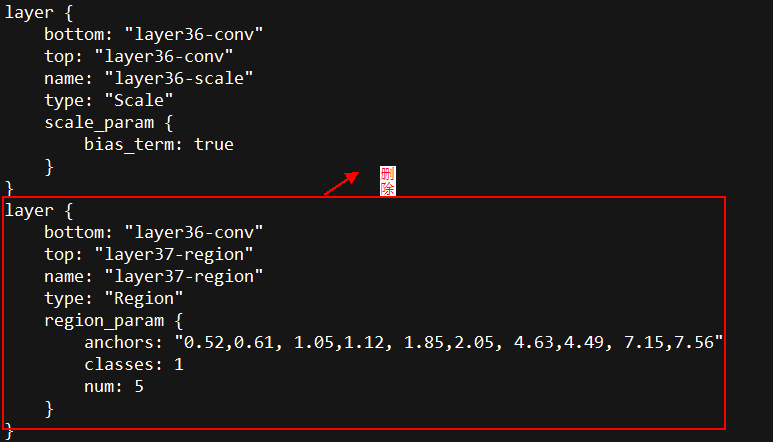 layer {
    bottom: "layer36-conv"
    top: "layer36-conv"
    name: "layer36-scale"
    type: "Scale"
    scale_param {
        bias_term: true
    }
}
删
除
layer {
    bottom: "layer36-conv"
    top: "layer37-region"
    name: "layer37-region"
    type: "Region"
    region_param {
        anchors: "0.52,0.61, 1.05,1.12, 1.85,2.05, 4.63,4.49, 7.15,7.56"
        classes: 1
        num: 5
    }
}